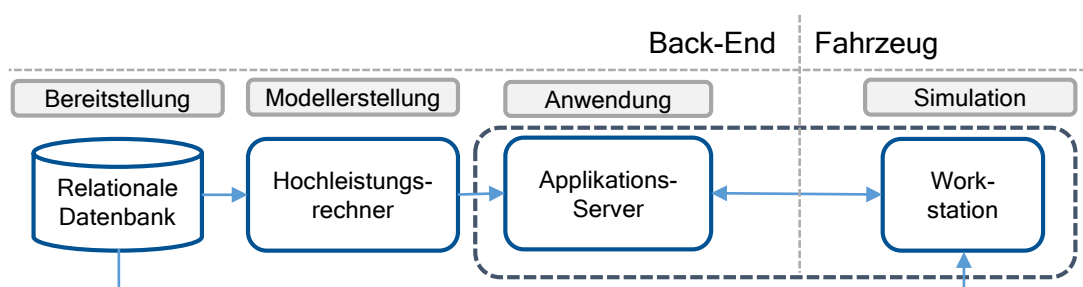 Back-End Fahrzeug
Bereitstellung Modellerstellung Anwendung Simulation
Relationale
Datenbank
Hochleistungs-
rechner
Applikations-
Server
Work-
station